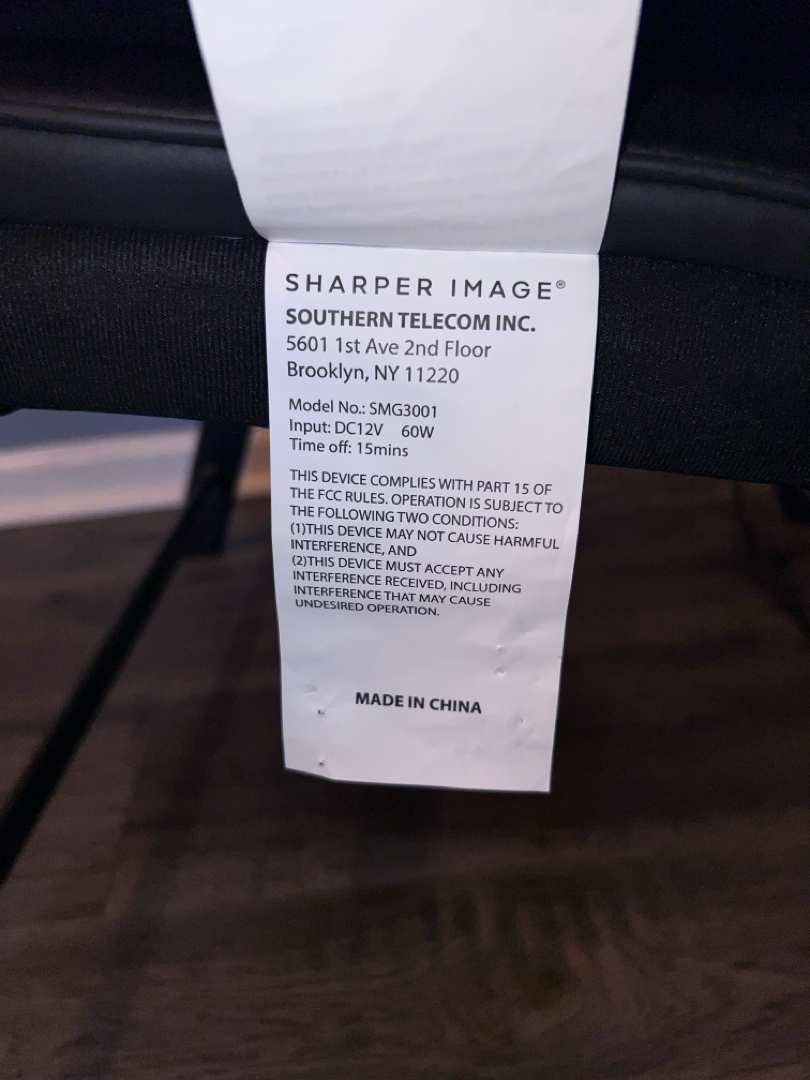 SHARPER IMAGE®
SOUTHERN TELECOM INC.
5601 1st Ave 2nd Floor
Brooklyn, NY 11220
Model No.: SMG3001
Input: DC12V 60W
Time off: 15mins
THIS DEVICE COMPLIES WITH PART 15 OF
THE FCC RULES. OPERATION IS SUBJECT TO
THE FOLLOWING TWO CONDITIONS:
(1)THIS DEVICE MAY NOT CAUSE HARMFUL
INTERFERENCE, AND
(2)THIS DEVICE MUST ACCEPT ANY
INTERFERENCE RECEIVED, INCLUDING
INTERFERENCE THAT MAY CAUSE
UNDESIRED OPERATION.
MADE IN CHINA